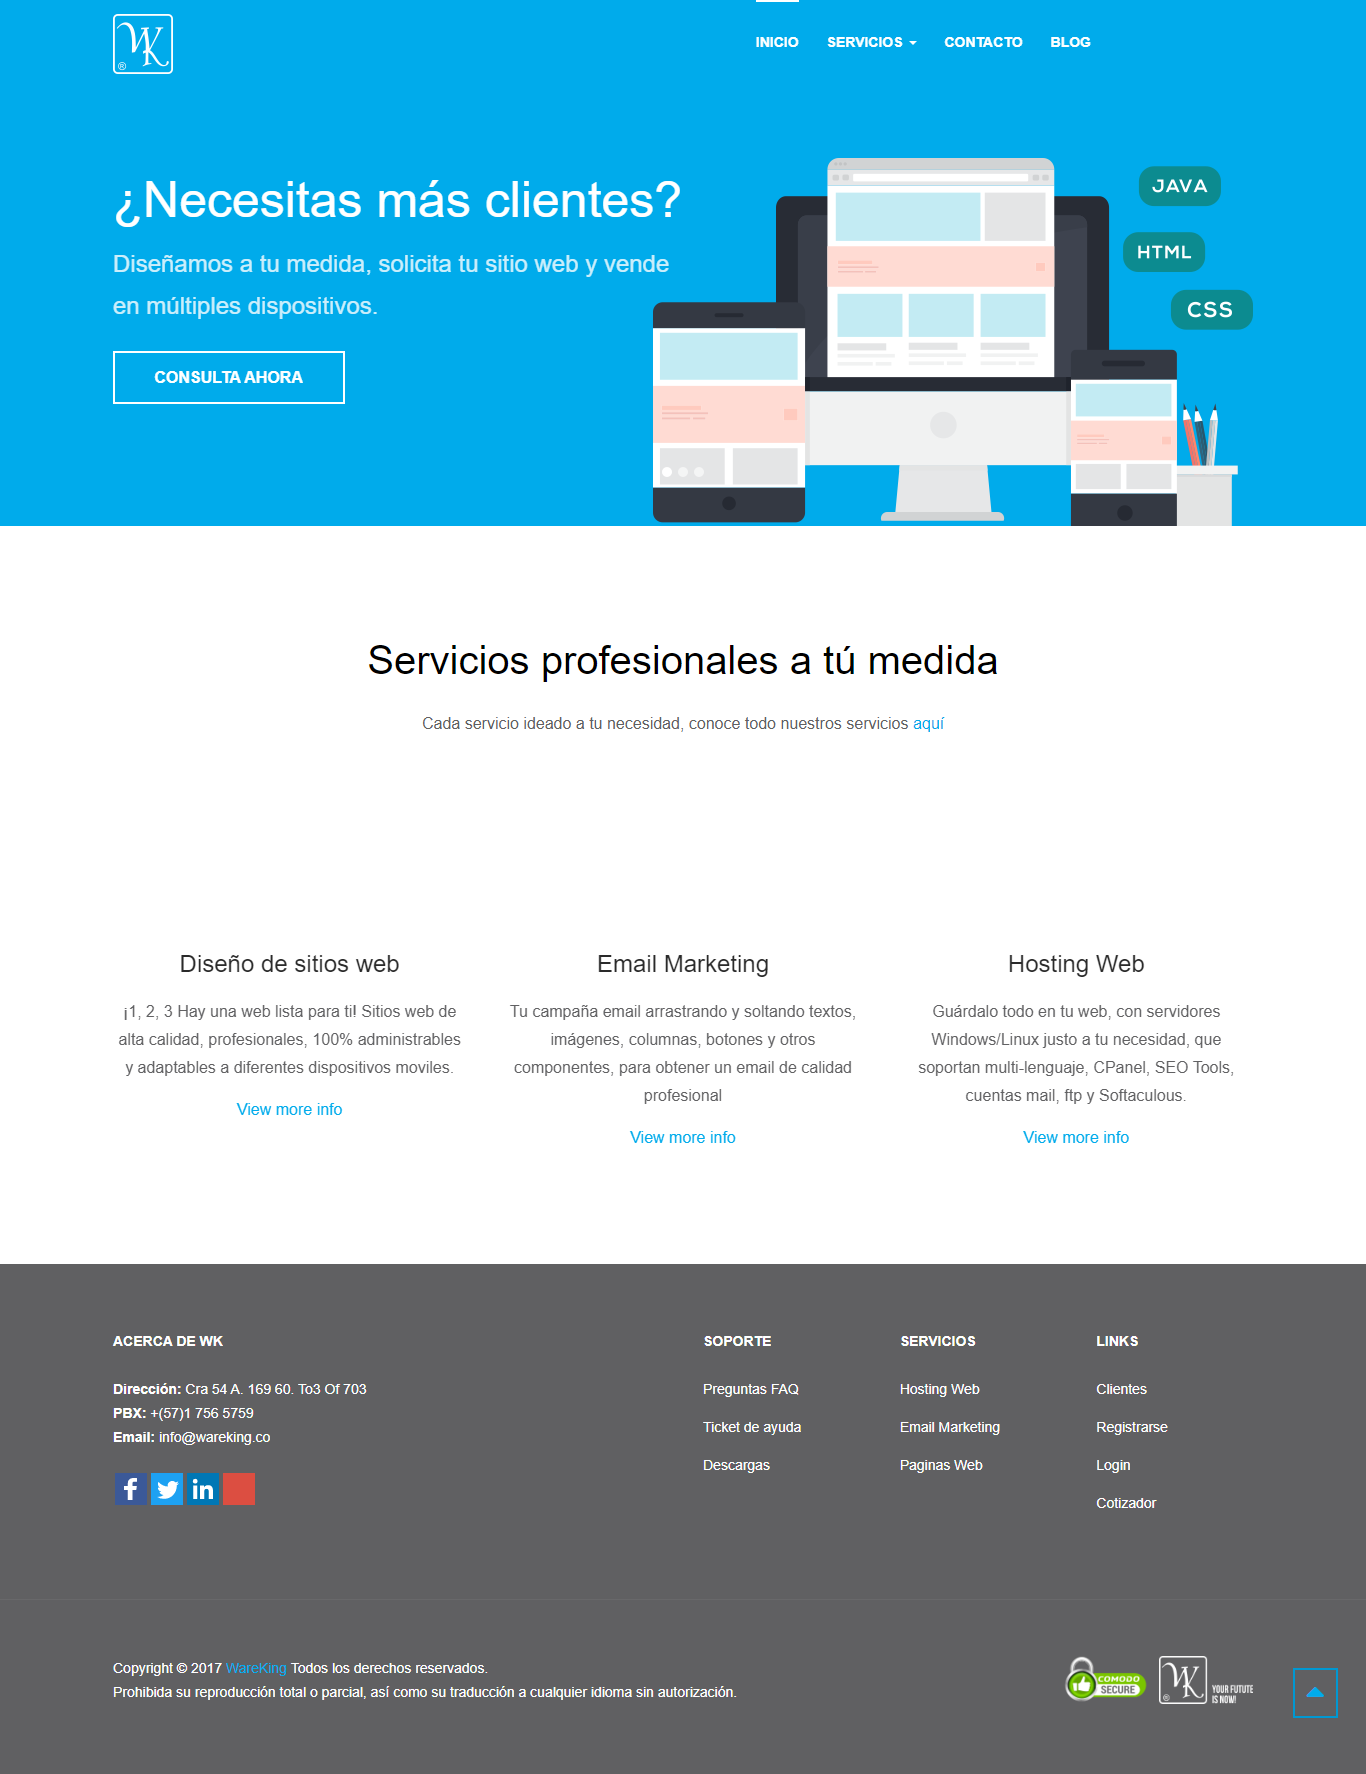 WK
®
INICIO SERVICIOS CONTACTO BLOG
¿Necesitas más clientes?
Diseñamos a tu medida, solicita tu sitio web y vende
en múltiples dispositivos.
CONSULTA AHORA
JAVA
HTML
CSS
Servicios profesionales a tú medida
Cada servicio ideado a tu necesidad, conoce todo nuestros servicios aquí
Diseño de sitios web
¡1, 2, 3 Hay una web lista para ti! Sitios web de
alta calidad, profesionales, 100% administrables
y adaptables a diferentes dispositivos moviles.
View more info
Email Marketing
Tu campaña email arrastrando y soltando textos,
imágenes, columnas, botones y otros
componentes, para obtener un email de calidad
profesional
View more info
Hosting Web
Guárdalo todo en tu web, con servidores
Windows/Linux justo a tu necesidad, que
soportan multi-lenguaje, CPanel, SEO Tools,
cuentas mail, ftp y Softaculous.
View more info
ACERCA DE WK
Dirección: Cra 54 A. 169 60. To3 Of 703
PBX: +(57)1 756 5759
Email: info@wareking.co
SOPORTE
Preguntas FAQ
Ticket de ayuda
Descargas
SERVICIOS
Hosting Web
Email Marketing
Paginas Web
LINKS
Clientes
Registrarse
Login
Cotizador
Copyright © 2017 WareKing Todos los derechos reservados.
Prohibida su reproducción total o parcial, así como su traducción a cualquier idioma sin autorización.
COMODO
SECURE
WK
®
YOUR FUTUTE
IS NOW!